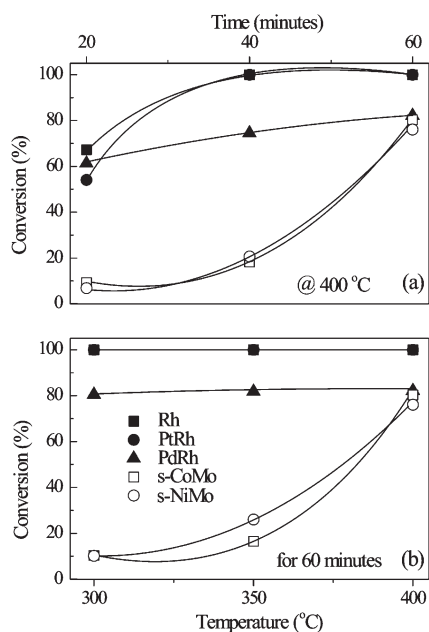 Time (minutes)
20 40 60
100
80
60
40
20
0
Conversion (%)
@ 400 °C (a)
100
80
60
40
20
0
Conversion (%)
Rh
PtRh
PdRh
s-CoMo
s-NiMo
for 60 minutes (b)
300 350 400
Temperature (°C)